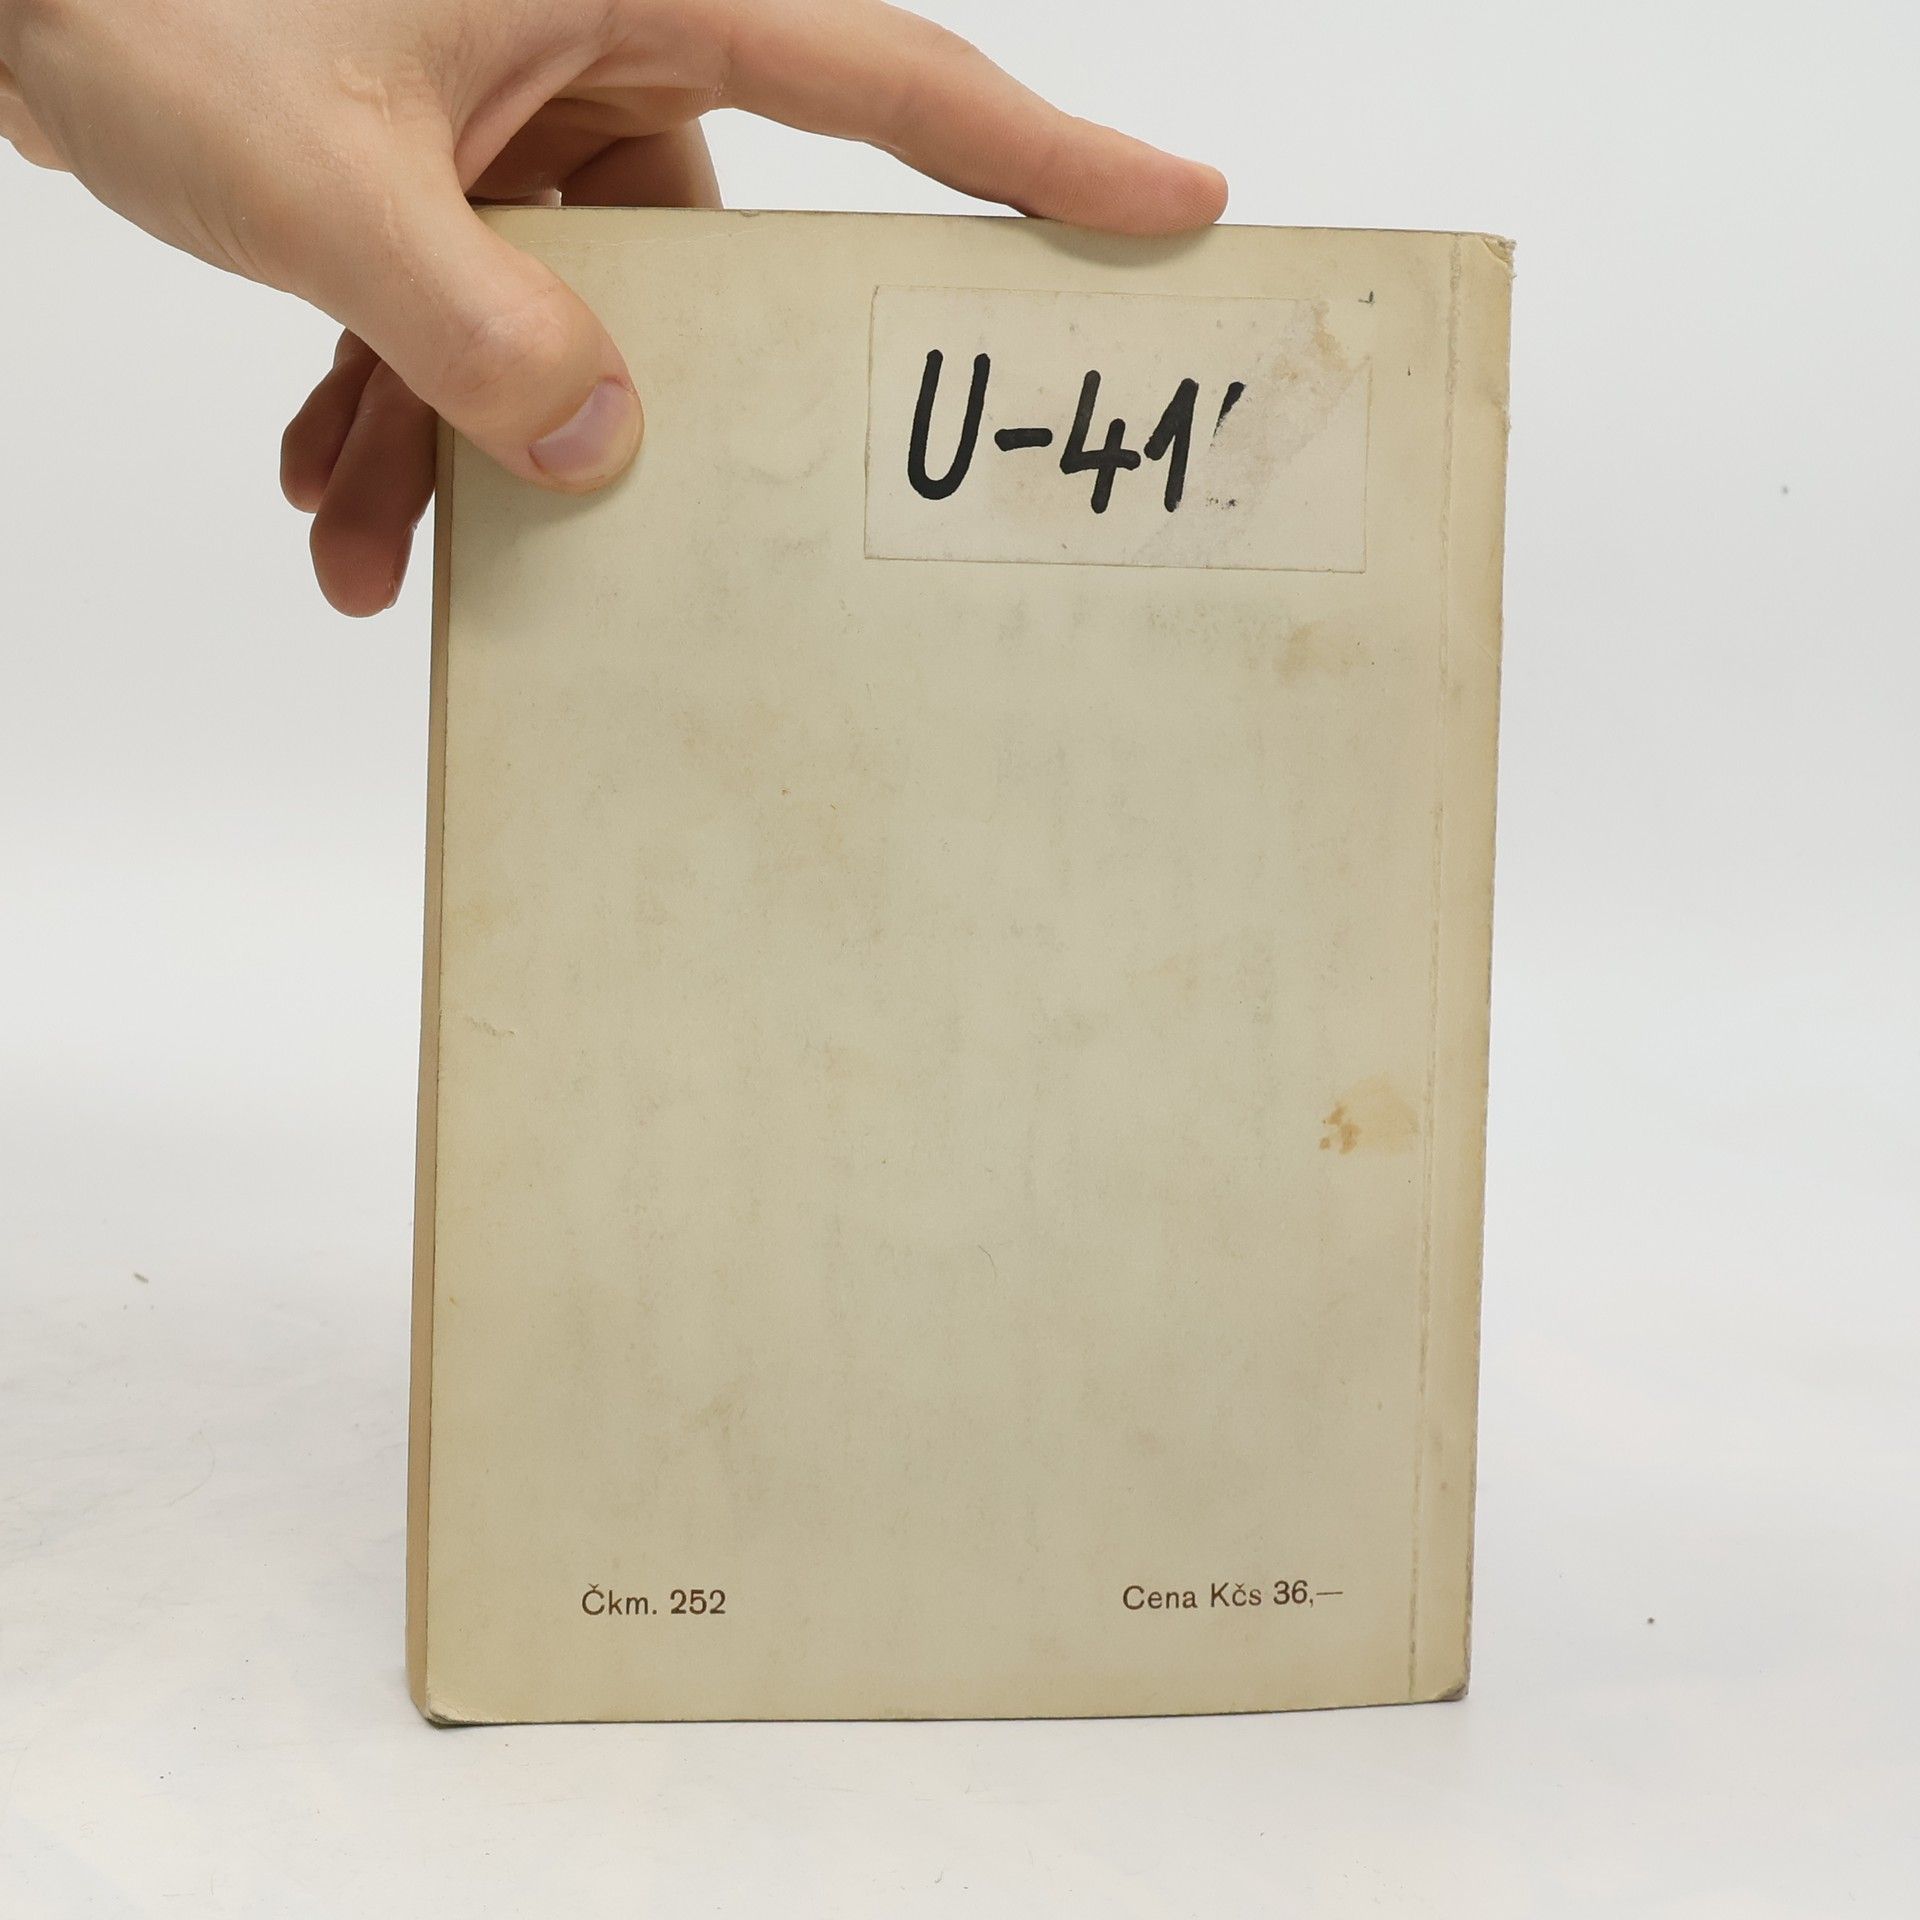 U-41
Čkm. 252
Cena Kčs 36,—